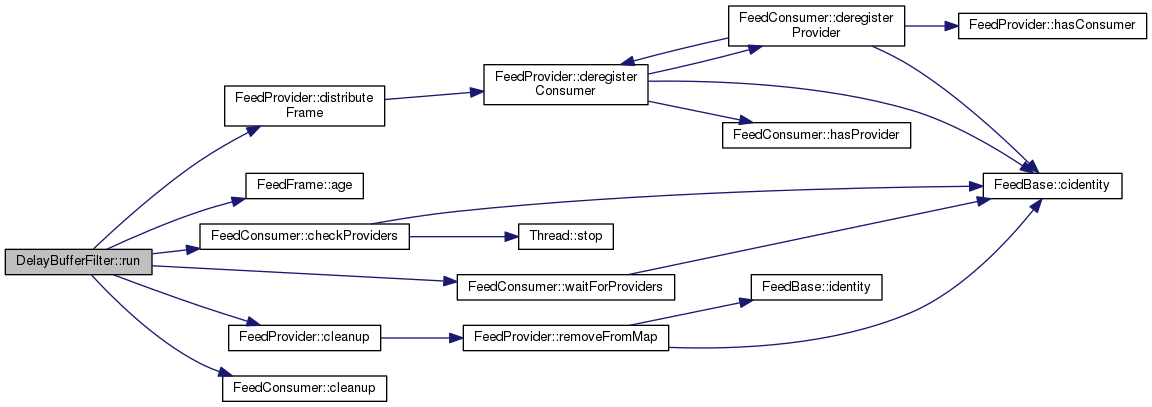 FeedConsumer::deregister
Provider
FeedProvider::hasConsumer
FeedProvider::deregister
Consumer
FeedProvider::distribute
Frame
FeedConsumer::hasProvider
FeedFrame::age
FeedBase::cidentity
FeedConsumer::checkProviders
Thread::stop
DelayBufferFilter::run
FeedConsumer::waitForProviders
FeedBase::identity
FeedProvider::cleanup
FeedProvider::removeFromMap
FeedConsumer::cleanup